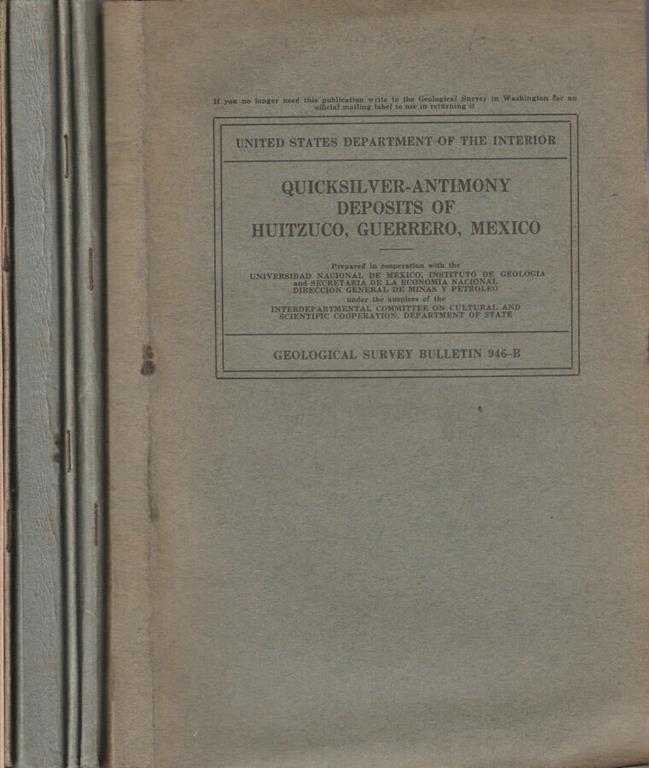 If you no longer need this publication write to the Geological Survey in Washington for an
official mailing label to use in returning it
UNITED STATES DEPARTMENT OF THE INTERIOR
QUICKSILVER-ANTIMONY
DEPOSITS OF
HUITZUCO, GUERRERO, MEXICO
Prepared in cooperation with the
UNIVERSIDAD NACIONAL DE MEXICO, INSTITUTO DE GEOLOGIA
and SECRETARIA DE LA ECONOMIA NACIONAL
DIRECCION GENERAL DE MINAS Y PETROLEO
under the auspices of the
INTERDEPARTMENTAL COMMITTEE ON CULTURAL AND
SCIENTIFIC COOPERATION, DEPARTMENT OF STATE
GEOLOGICAL SURVEY BULLETIN 946-B